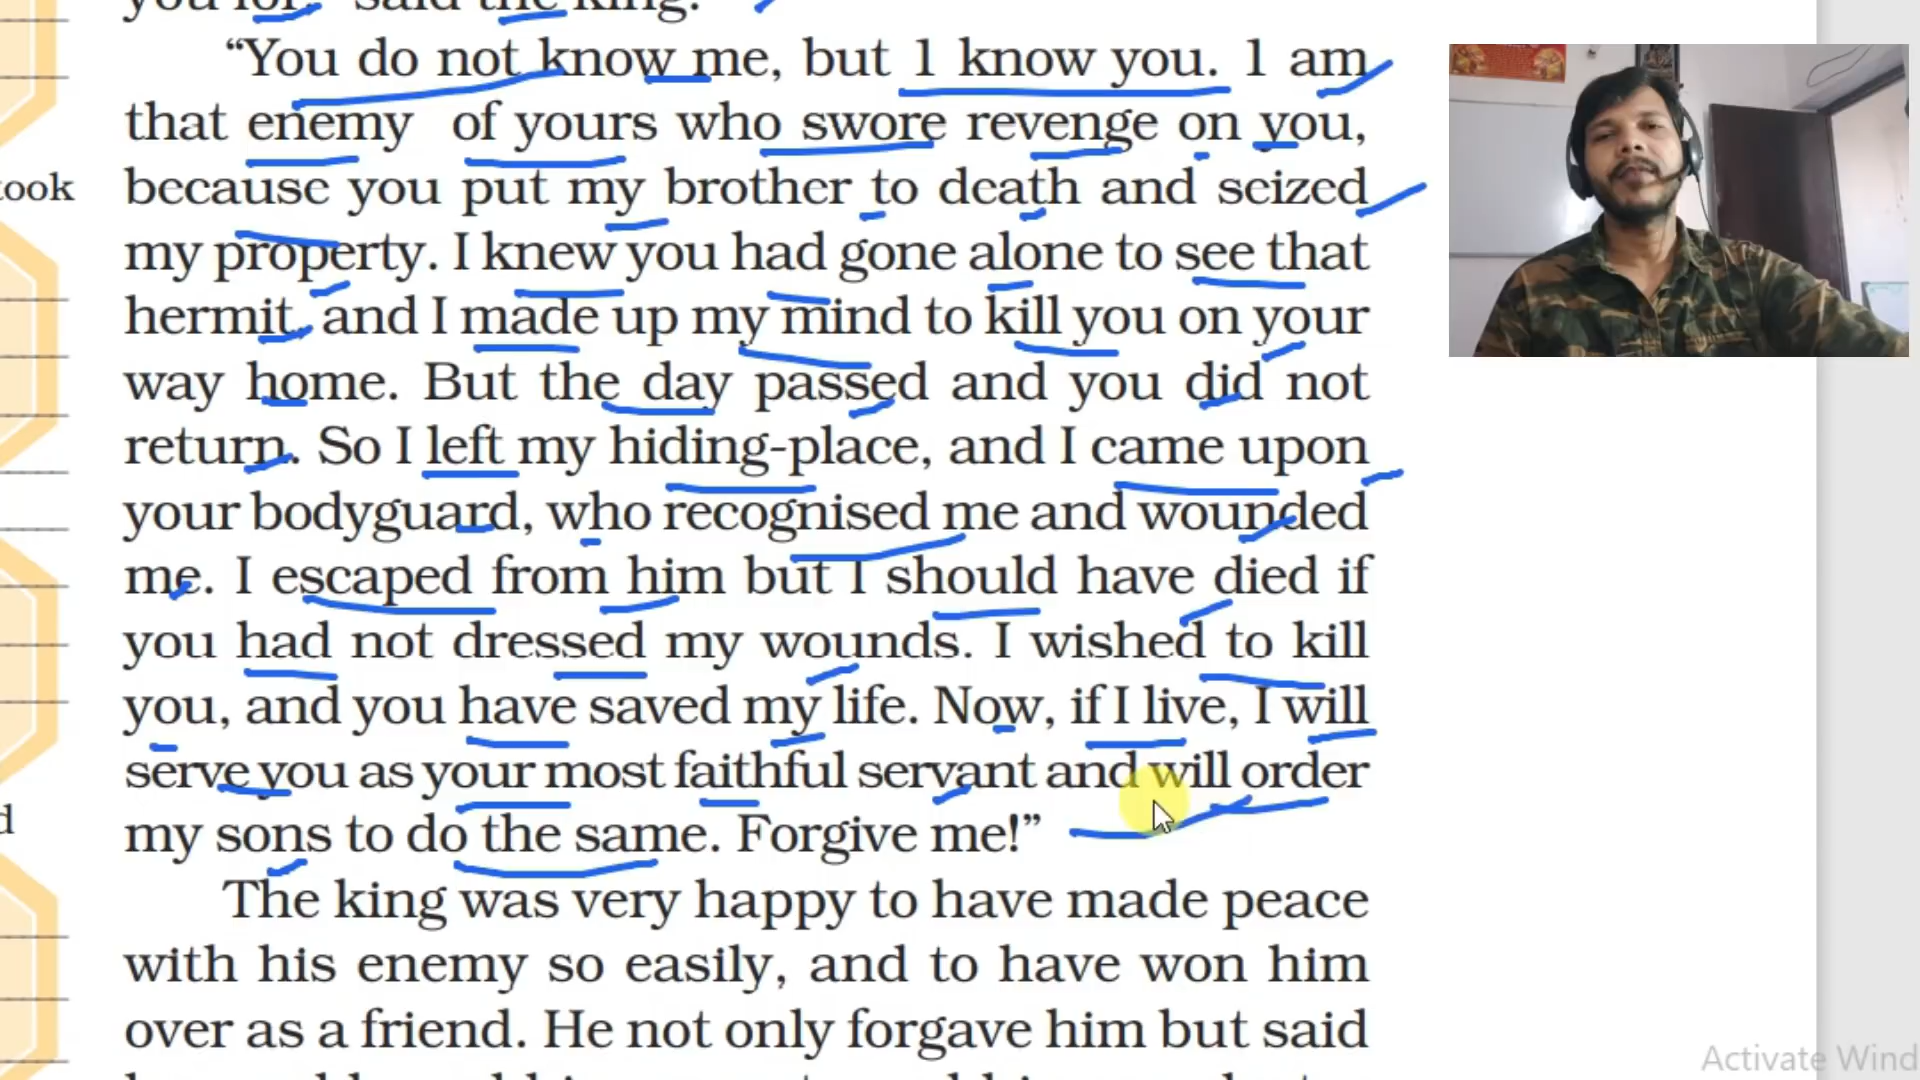 you for," said the king.
“You do not know me, but 1 know you. 1 am
that enemy of yours who swore revenge on you,
because you put my brother to death and seized
my property. I knew you had gone alone to see that
hermit, and I made up my mind to kill you on your
way home. But the day passed and you did not
return. So I left my hiding-place, and I came upon
your bodyguard, who recognised me and wounded
me. I escaped from him but I should have died if
you had not dressed my wounds. I wished to kill
you, and you have saved my life. Now, if I live, I will
serve you as your most faithful servant and will order
my sons to do the same. Forgive me!”
The king was very happy to have made peace
with his enemy so easily, and to have won him
over as a friend. He not only forgave him but said
took
d
Activate Wind